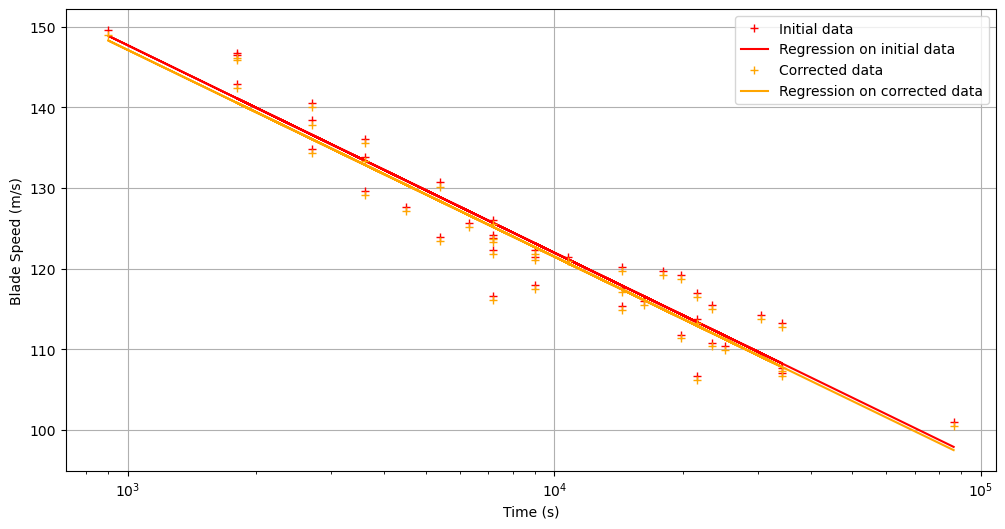 150
140
130
120
110
100
Blade Speed (m/s)
Initial data
Regression on initial data
Corrected data
Regression on corrected data
10³
10⁴
10⁵
Time (s)